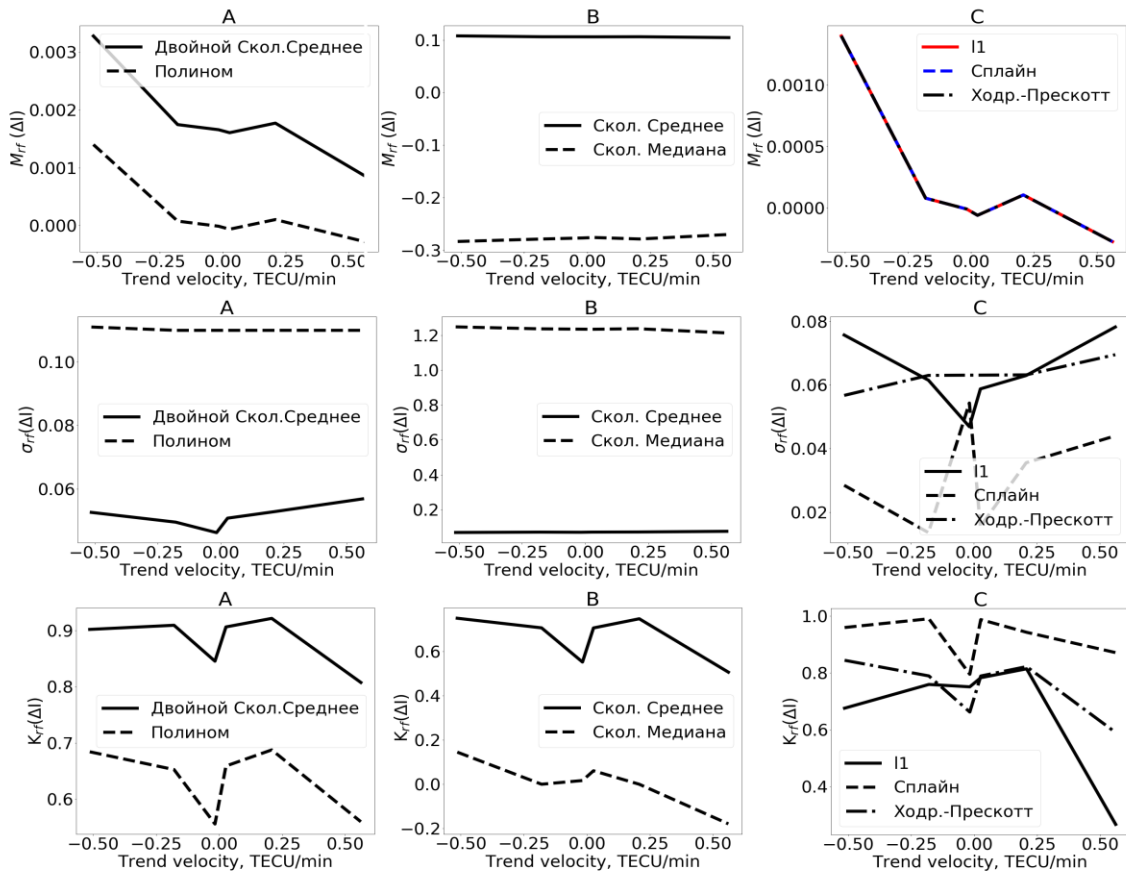 A
B
C
M_rf (ΔI)
0.003
0.002
0.001
0.000
Двойной Скол.Среднее
Полином
−0.50 −0.25 0.00 0.25 0.50
Trend velocity, TECU/min
M_rf (ΔI)
0.1
0.0
−0.1
−0.2
−0.3
Скол. Среднее
Скол. Медиана
−0.50 −0.25 0.00 0.25 0.50
Trend velocity, TECU/min
M_rf (ΔI)
0.0010
0.0005
0.0000
l1
Сплайн
Ходр.-Прескотт
−0.50 −0.25 0.00 0.25 0.50
Trend velocity, TECU/min
A
B
C
σ_rf(ΔI)
0.10
0.08
0.06
Двойной Скол.Среднее
Полином
−0.50 −0.25 0.00 0.25 0.50
Trend velocity, TECU/min
σ_rf(ΔI)
1.2
1.0
0.8
0.6
0.4
0.2
Скол. Среднее
Скол. Медиана
−0.50 −0.25 0.00 0.25 0.50
Trend velocity, TECU/min
σ_rf(ΔI)
0.08
0.06
0.04
0.02
l1
Сплайн
Ходр.-Прескотт
−0.50 −0.25 0.00 0.25 0.50
Trend velocity, TECU/min
A
B
C
K_rf(ΔI)
0.9
0.8
0.7
0.6
Двойной Скол.Среднее
Полином
−0.50 −0.25 0.00 0.25 0.50
Trend velocity, TECU/min
K_rf(ΔI)
0.6
0.4
0.2
0.0
−0.2
Скол. Среднее
Скол. Медиана
−0.50 −0.25 0.00 0.25 0.50
Trend velocity, TECU/min
K_rf(ΔI)
1.0
0.8
0.6
0.4
l1
Сплайн
Ходр.-Прескотт
−0.50 −0.25 0.00 0.25 0.50
Trend velocity, TECU/min